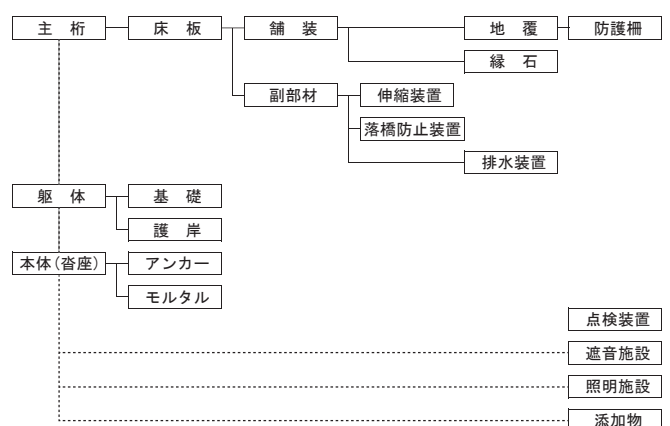 主 桁 床 板 舗 装 地 覆 防護柵
縁 石
副部材 伸縮装置
落橋防止装置
排水装置
躯 体 基 礎
護 岸
本体(沓座) アンカー
モルタル
点検装置
遮音施設
照明施設
添加物